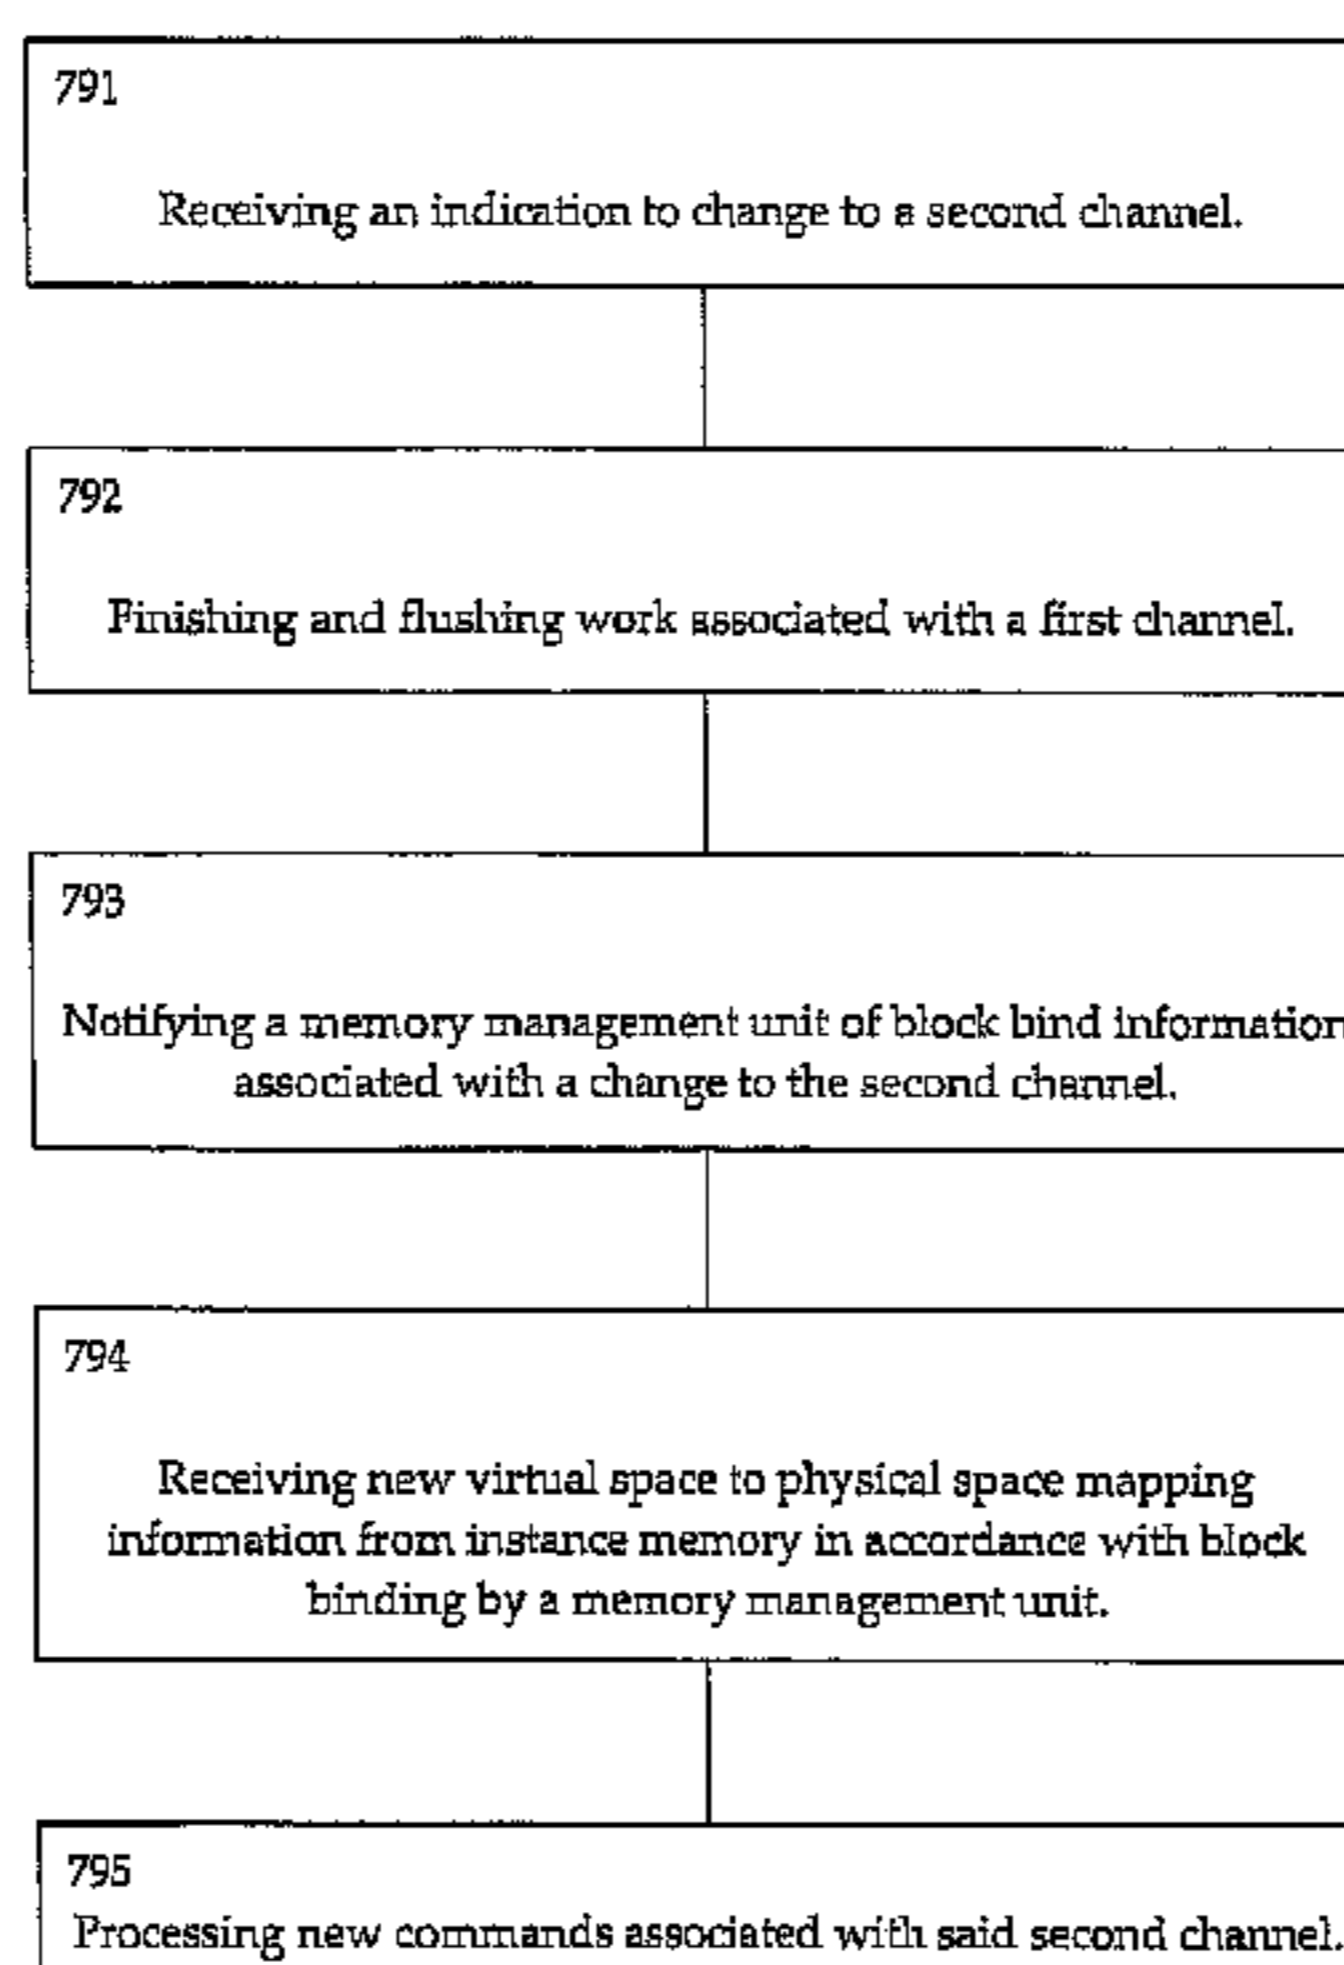 791
Receiving an indication to change to a second channel.
792
Finishing and flushing work associated with a first channel.
793
Notifying a memory management unit of block bind information
associated with a change to the second channel.
794
Receiving new virtual space to physical space mapping
information from instance memory in accordance with block
binding by a memory management unit.
795
Processing new commands associated with said second channel.